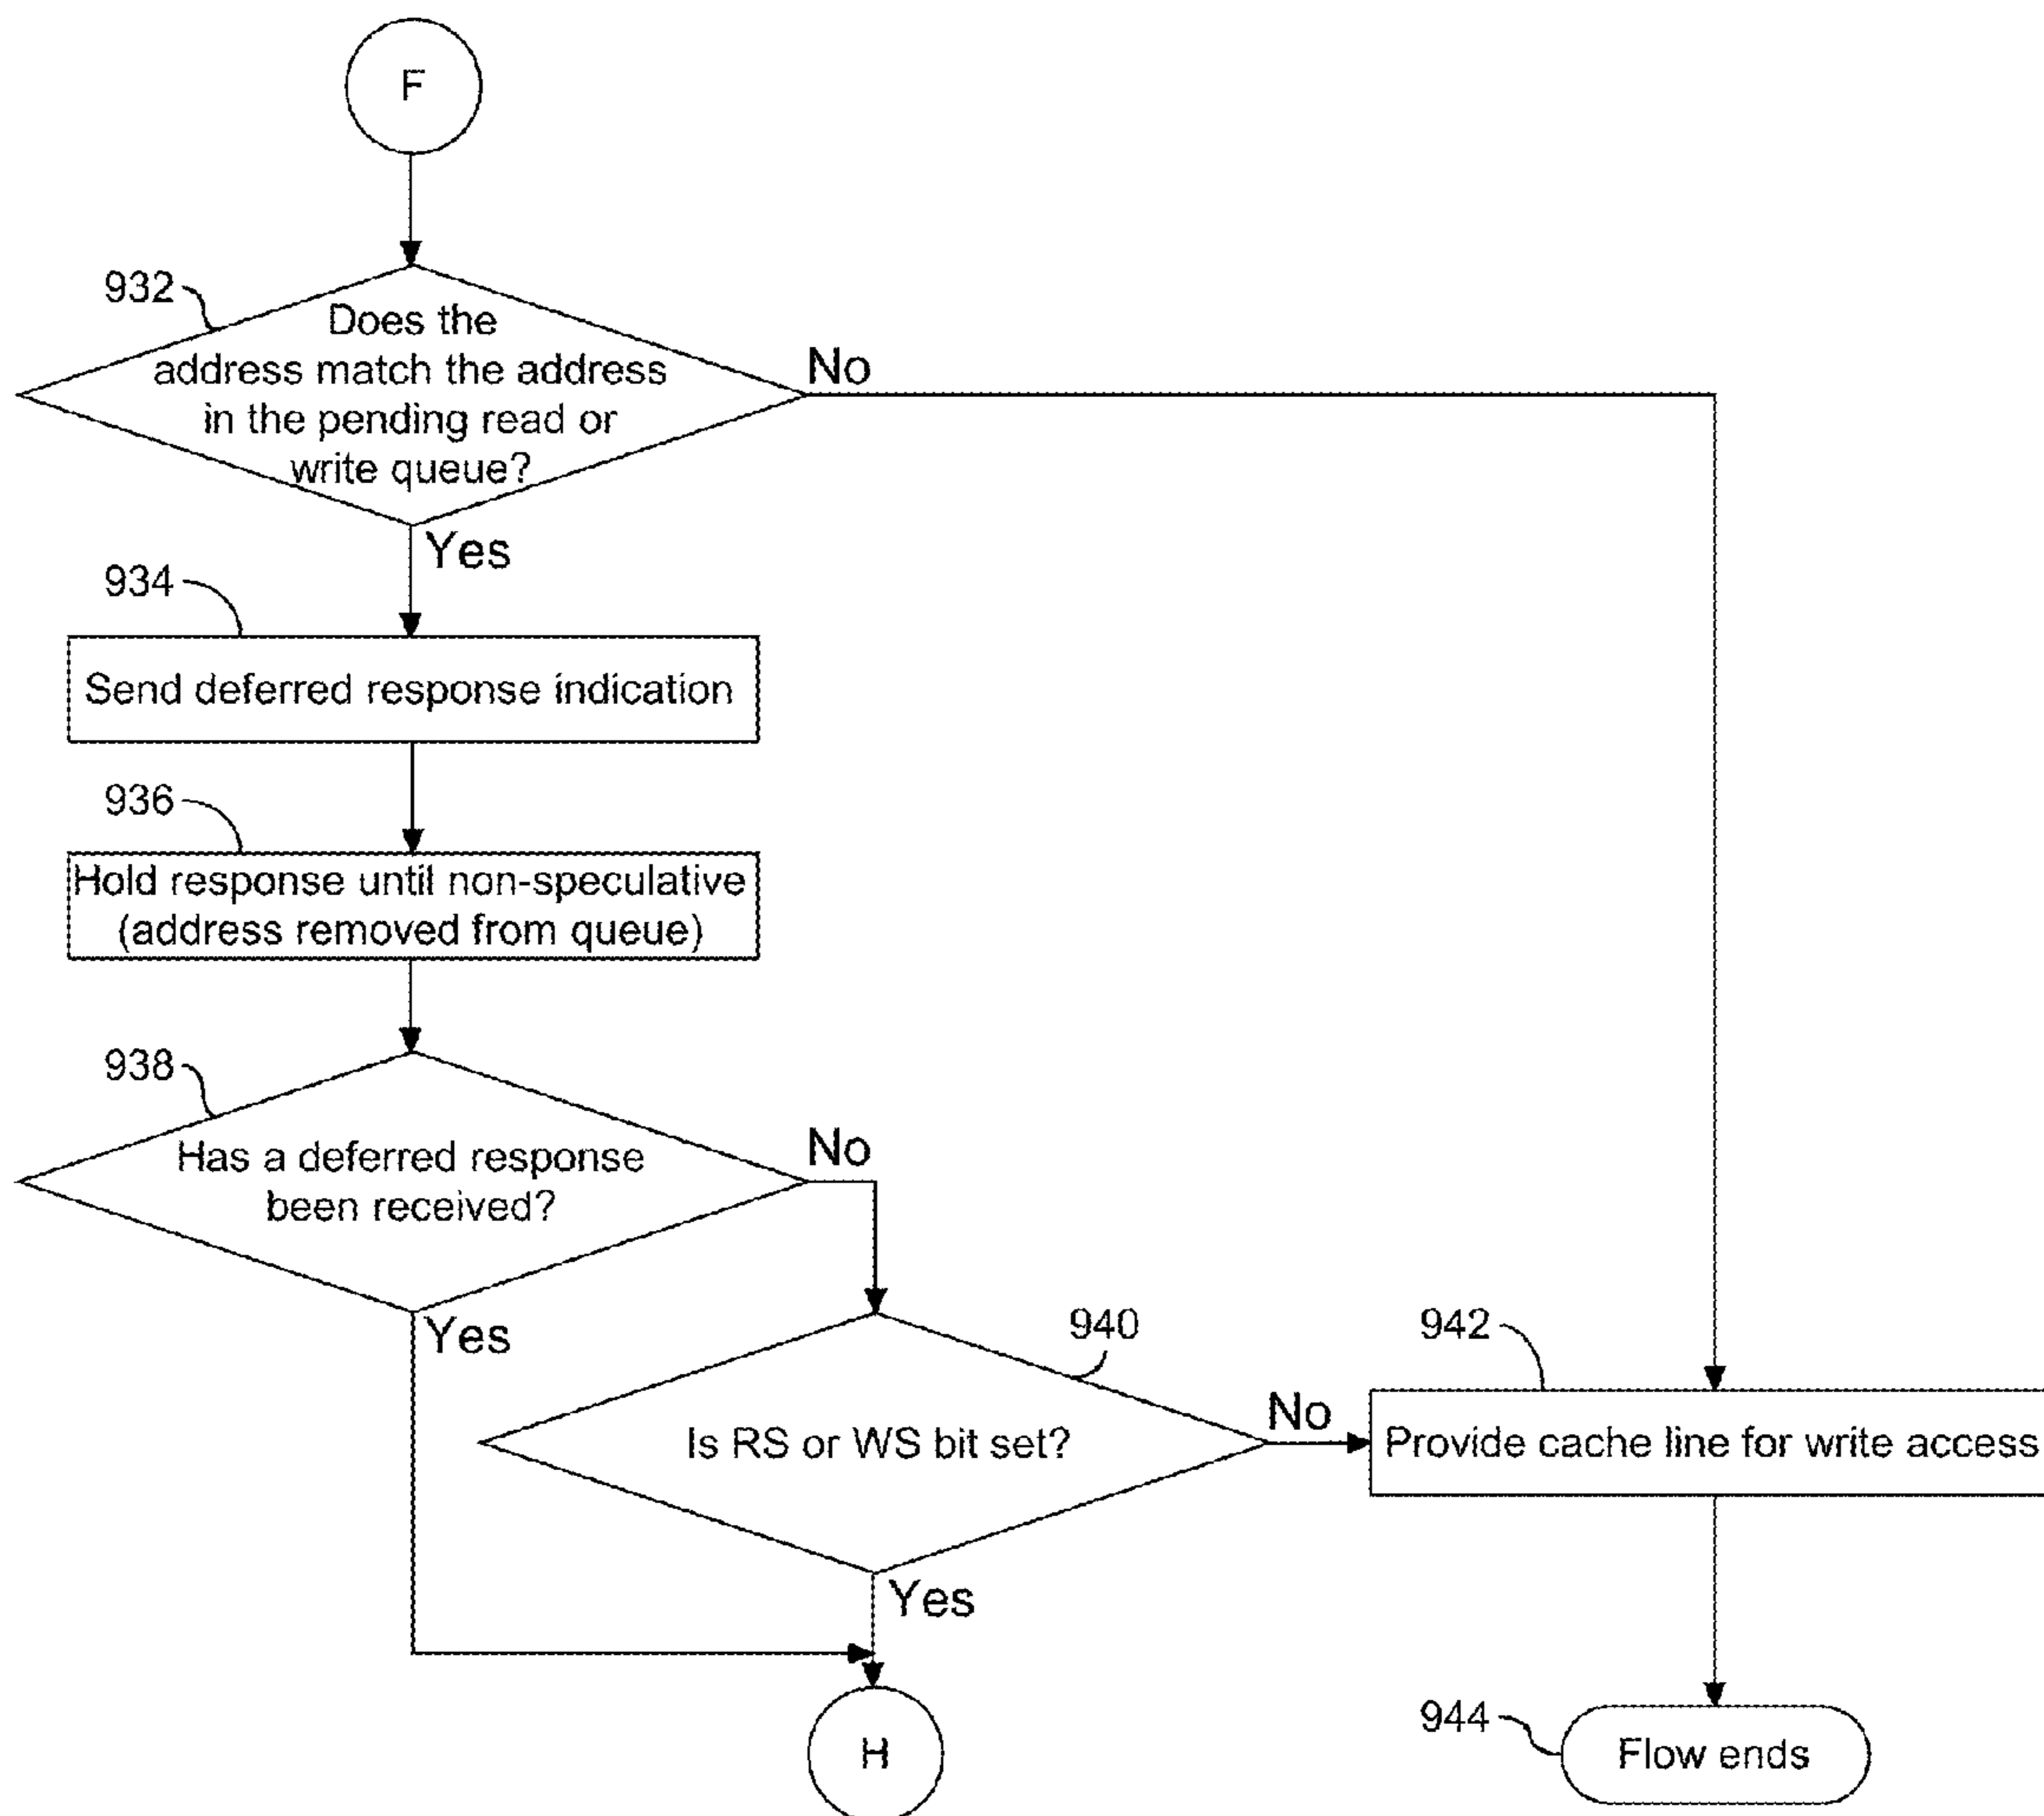 F
932
Does the
address match the address
in the pending read or
write queue?
No
Yes
934
Send deferred response indication
936
Hold response until non-speculative
(address removed from queue)
938
Has a deferred response
been received?
No
Yes
940
Is RS or WS bit set?
No
Yes
942
Provide cache line for write access
H
944
Flow ends